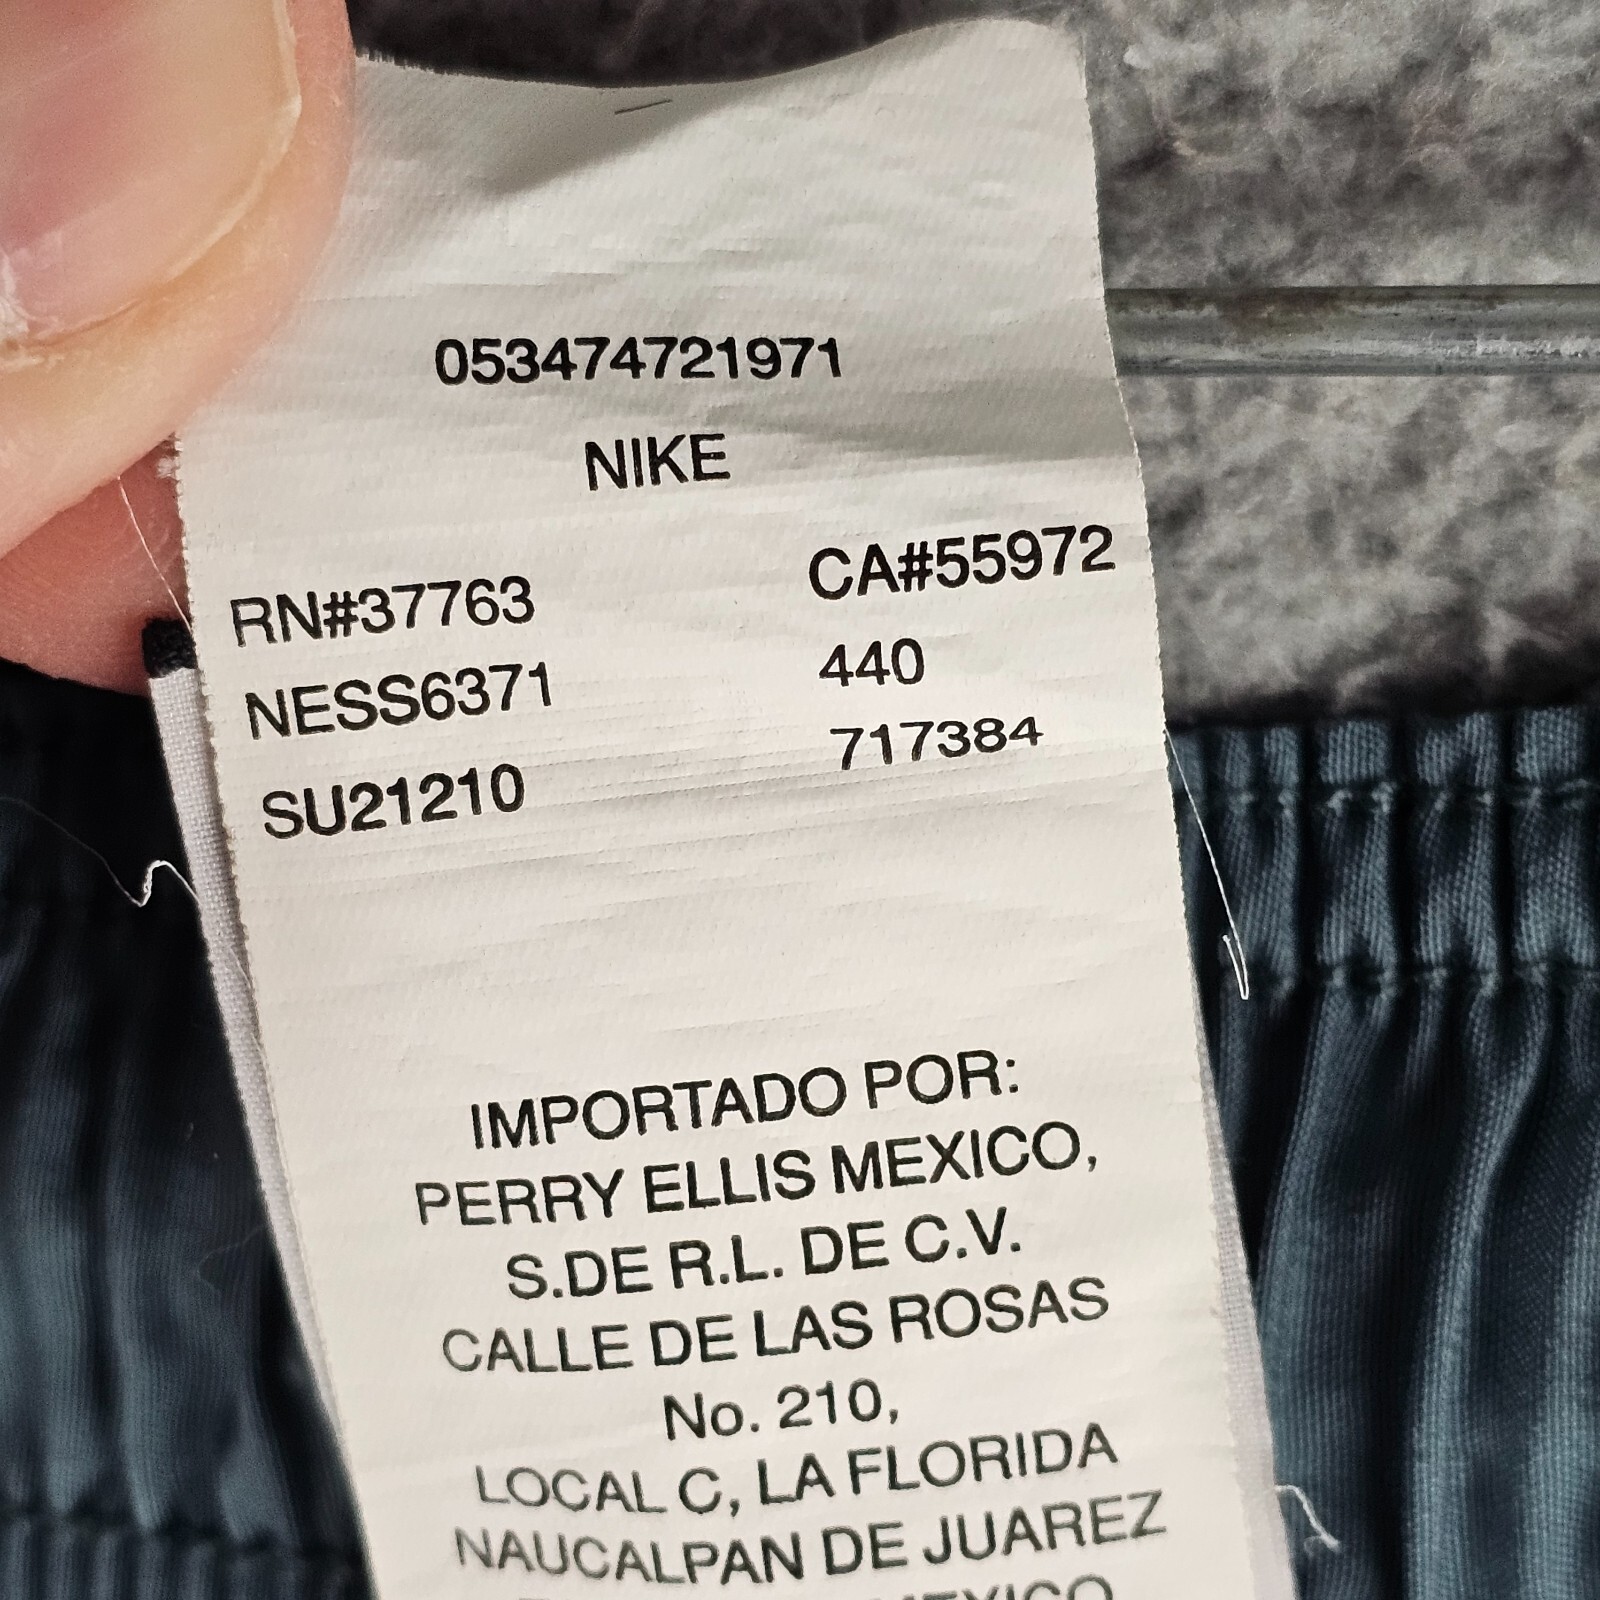 053474721971
NIKE
RN#37763 CA#55972
NESS6371 440
SU21210 717384
IMPORTADO POR:
PERRY ELLIS MEXICO,
S.DE R.L. DE C.V.
CALLE DE LAS ROSAS
No. 210,
LOCAL C, LA FLORIDA
NAUCALPAN DE JUAREZ
MEXICO